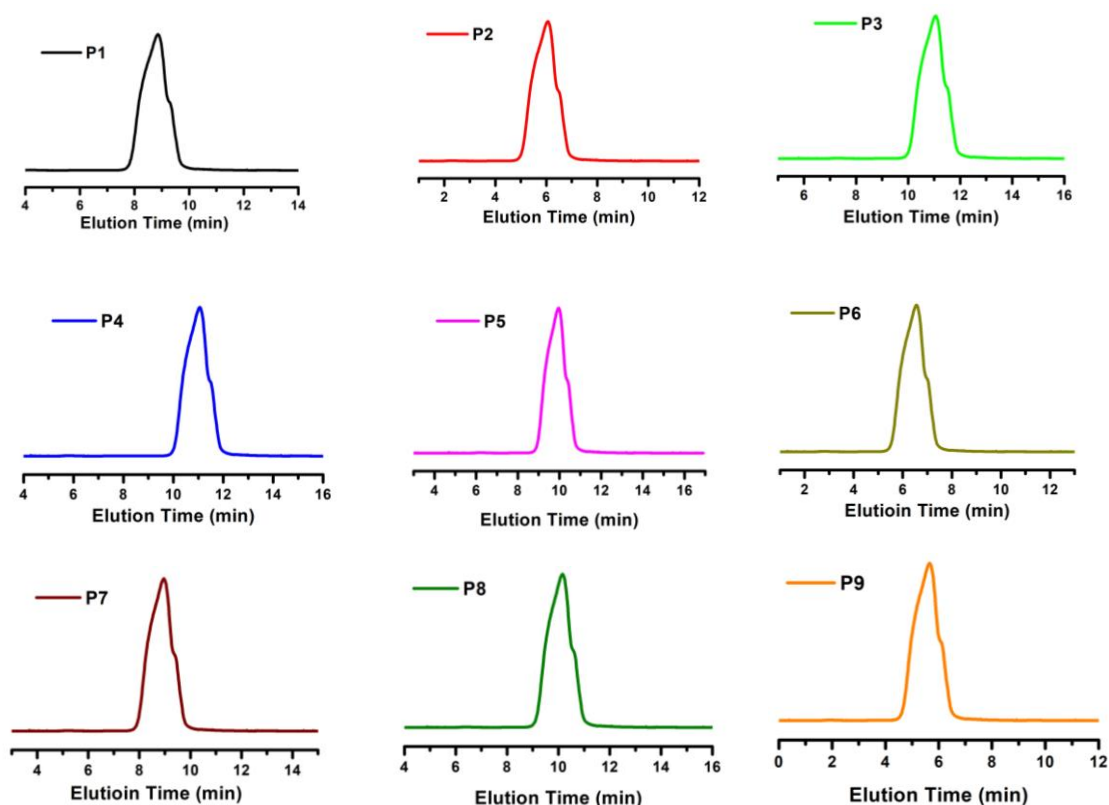 P1
4 6 8 10 12 14
Elution Time (min)
P2
2 4 6 8 10 12
Elution Time (min)
P3
6 8 10 12 14 16
Elution Time (min)
P4
4 6 8 10 12 14 16
Elution Time (min)
P5
4 6 8 10 12 14 16
Elution Time (min)
P6
2 4 6 8 10 12
Elutioin Time (min)
P7
4 6 8 10 12 14
Elutioin Time (min)
P8
4 6 8 10 12 14 16
Elution Time (min)
P9
0 2 4 6 8 10 12
Elution Time (min)